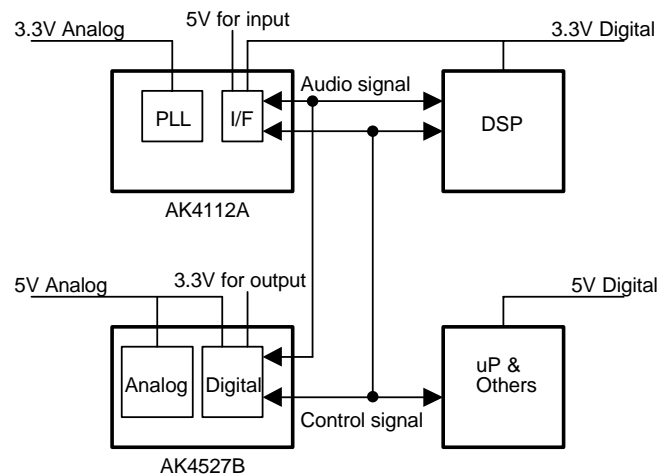 5V for input
3.3V Analog
3.3V Digital
Audio signal
PLL
I/F
DSP
AK4112A
3.3V for output
5V Analog
5V Digital
Analog
Digital
uP &
Others
Control signal
AK4527B